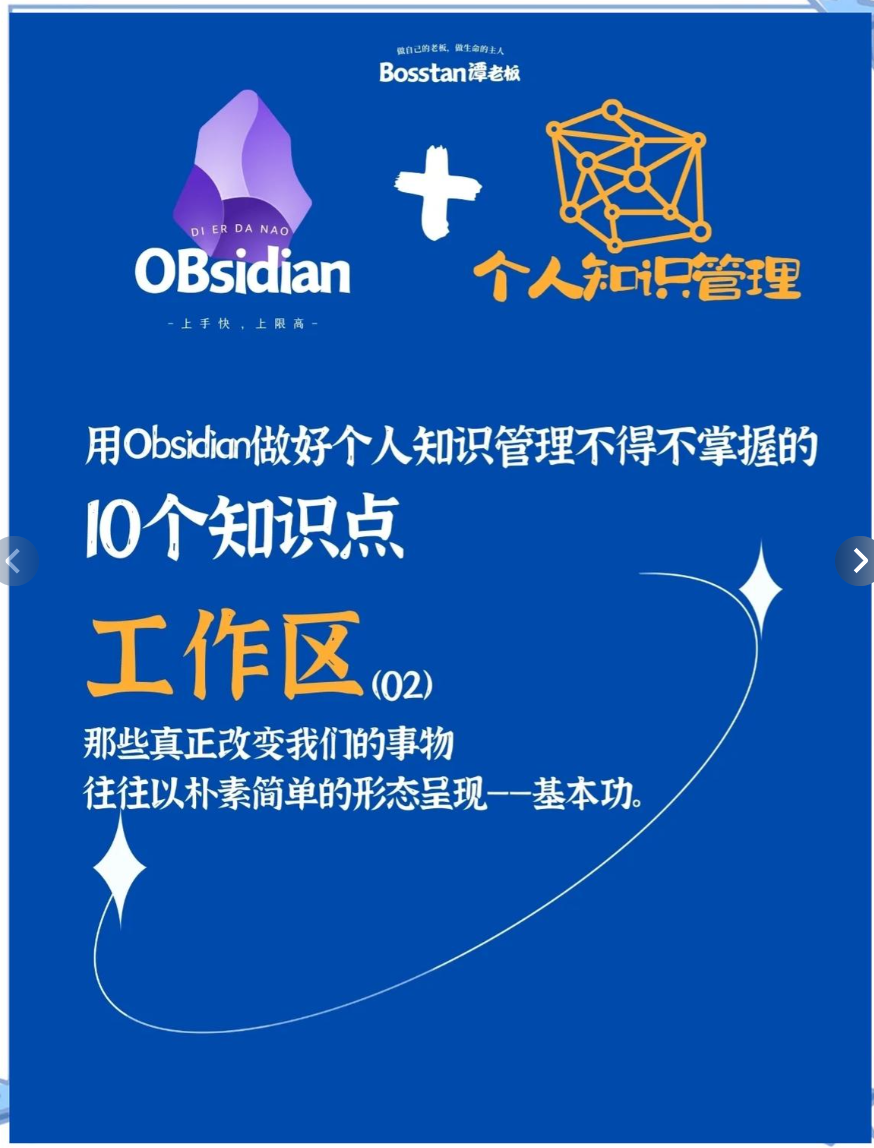 做自己的老板，做生命的主人
Bosstan谭老板
DI ER DA NAO
OBsidian
-上手快，上限高-
个人知识管理
用Obsidian做好个人知识管理不得不掌握的
10个知识点
工作区(02)
那些真正改变我们的事物
往往以朴素简单的形态呈现——基本功。